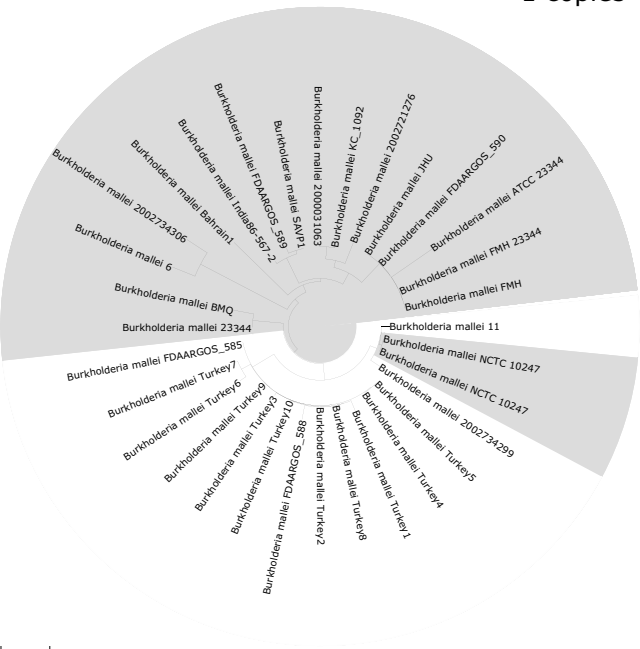 Burkholderia mallei 11
Burkholderia mallei FMH
Burkholderia mallei FMH 23344
Burkholderia mallei ATCC 23344
Burkholderia mallei FDAARGOS_590
Burkholderia mallei JHU
Burkholderia mallei 2002721276
Burkholderia mallei KC_1092
Burkholderia mallei 2000031063
Burkholderia mallei SAVP1
Burkholderia mallei FDAARGOS_589
Burkholderia mallei India86-567-2
Burkholderia mallei Bahrain1
Burkholderia mallei 2002734306
Burkholderia mallei 6
Burkholderia mallei BMQ
Burkholderia mallei 23344
Burkholderia mallei FDAARGOS_585
Burkholderia mallei Turkey7
Burkholderia mallei Turkey6
Burkholderia mallei Turkey9
Burkholderia mallei Turkey3
Burkholderia mallei Turkey10
Burkholderia mallei FDAARGOS_588
Burkholderia mallei Turkey2
Burkholderia mallei Turkey8
Burkholderia mallei Turkey1
Burkholderia mallei Turkey4
Burkholderia mallei Turkey5
Burkholderia mallei 2002734299
Burkholderia mallei NCTC 10247
Burkholderia mallei NCTC 10247